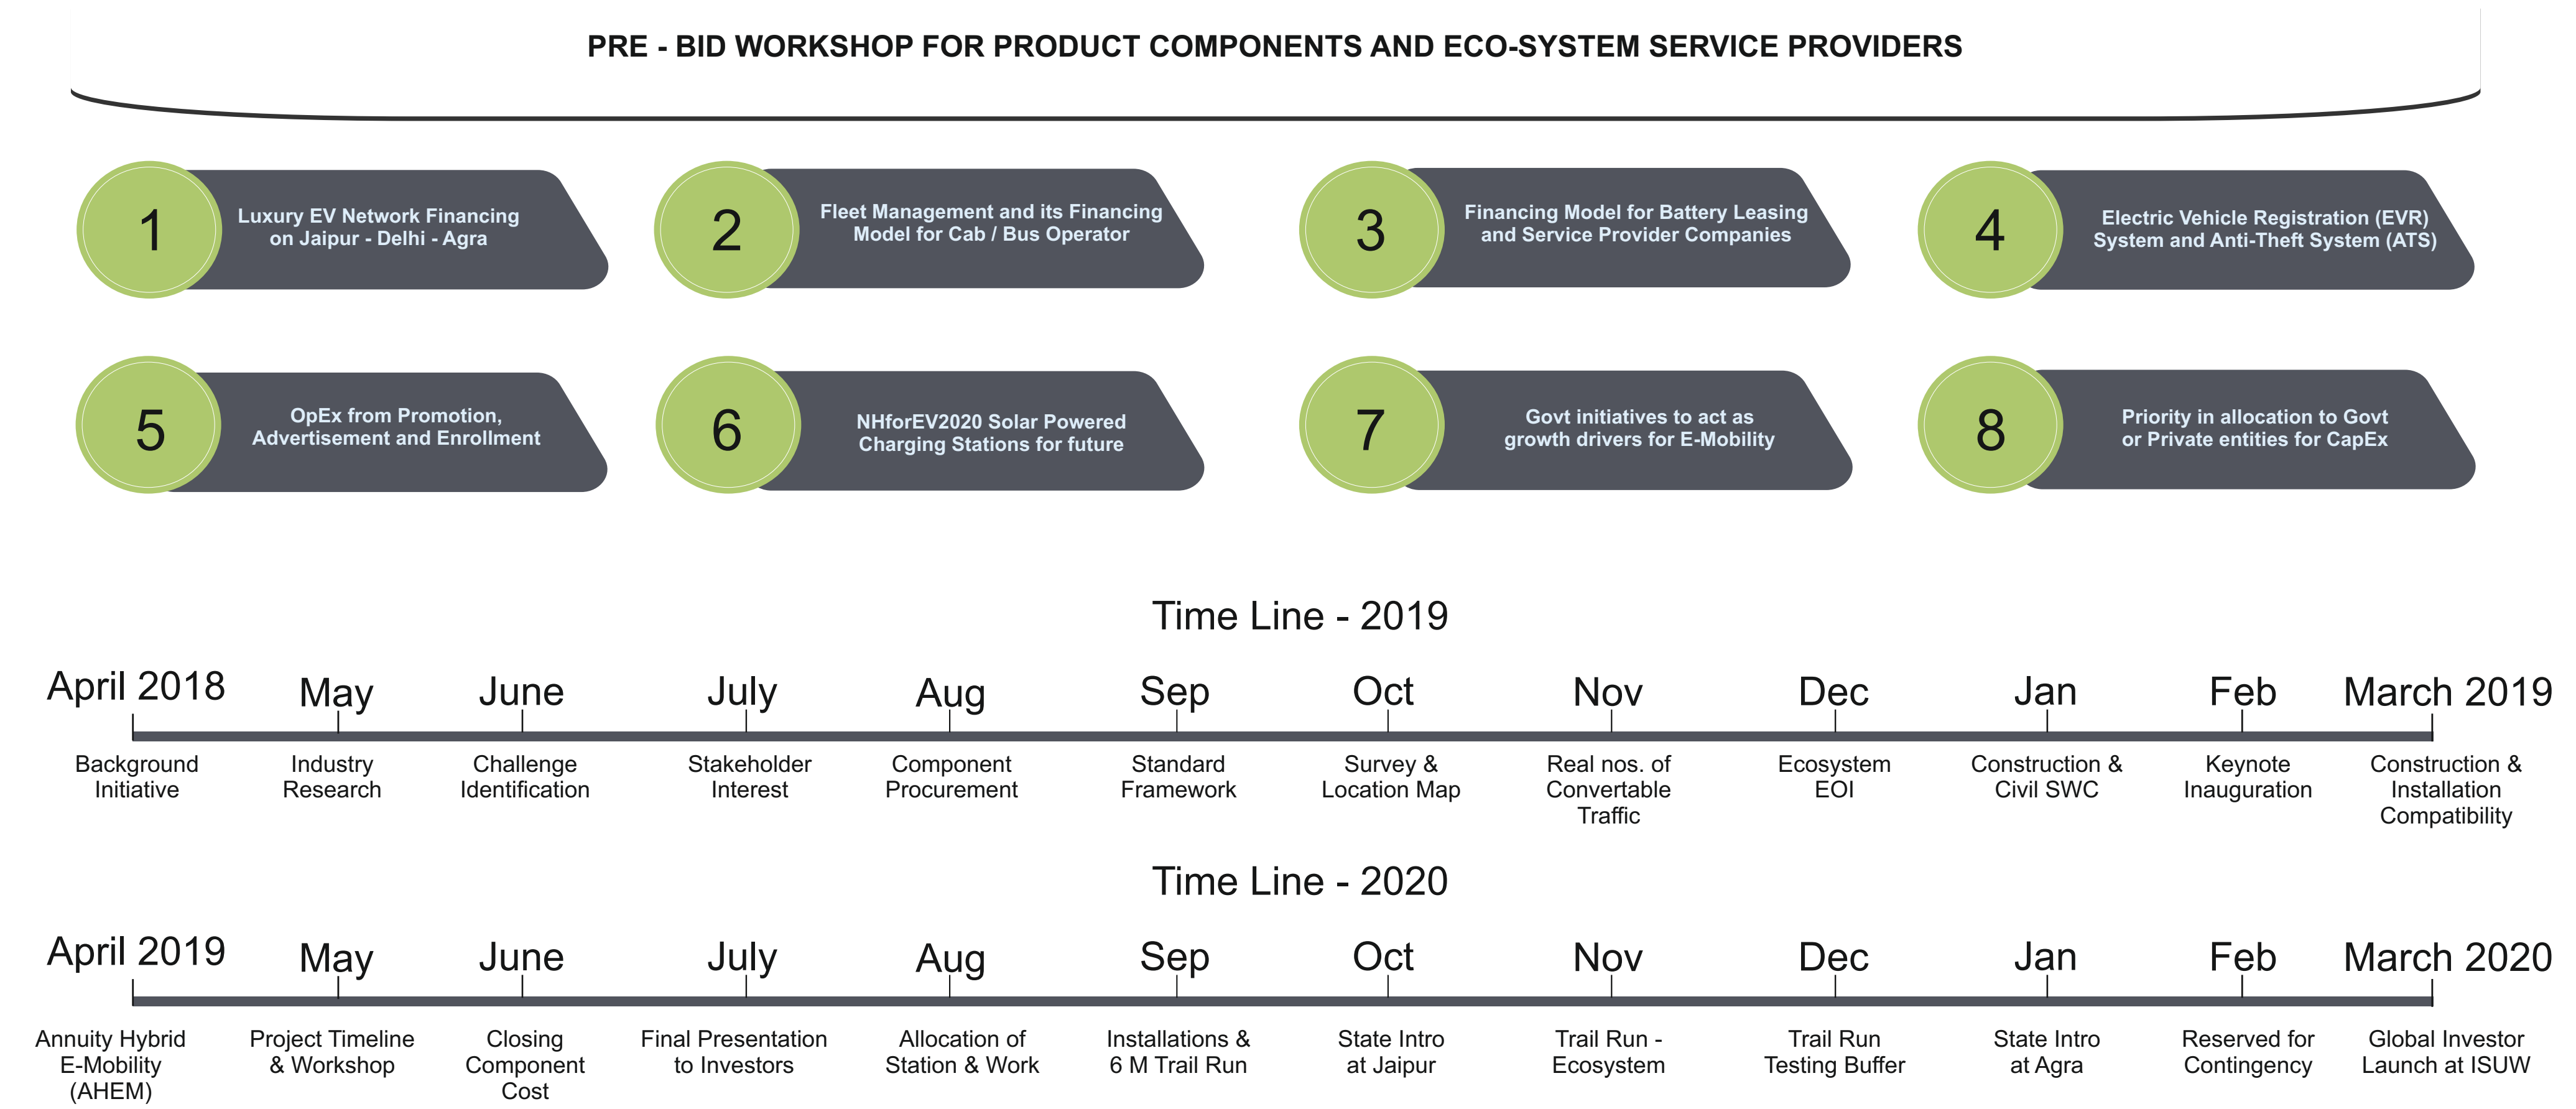 PRE - BID WORKSHOP FOR PRODUCT COMPONENTS AND ECO-SYSTEM SERVICE PROVIDERS
1
Luxury EV Network Financing
on Jaipur - Delhi - Agra
2
Fleet Management and its Financing
Model for Cab / Bus Operator
3
Financing Model for Battery Leasing
and Service Provider Companies
4
Electric Vehicle Registration (EVR)
System and Anti-Theft System (ATS)
5
OpEx from Promotion,
Advertisement and Enrollment
6
NHforEV2020 Solar Powered
Charging Stations for future
7
Govt initiatives to act as
growth drivers for E-Mobility
8
Priority in allocation to Govt
or Private entities for CapEx
Time Line - 2019
April 2018
Background
Initiative
May
Industry
Research
June
Challenge
Identification
July
Stakeholder
Interest
Aug
Component
Procurement
Sep
Standard
Framework
Oct
Survey &
Location Map
Nov
Real nos. of
Convertable
Traffic
Dec
Ecosystem
EOI
Jan
Construction &
Civil SWC
Feb
Keynote
Inauguration
March 2019
Construction &
Installation
Compatibility
Time Line - 2020
April 2019
Annuity Hybrid
E-Mobility
(AHEM)
May
Project Timeline
& Workshop
June
Closing
Component
Cost
July
Final Presentation
to Investors
Aug
Allocation of
Station & Work
Sep
Installations &
6 M Trail Run
Oct
State Intro
at Jaipur
Nov
Trail Run -
Ecosystem
Dec
Trail Run
Testing Buffer
Jan
State Intro
at Agra
Feb
Reserved for
Contingency
March 2020
Global Investor
Launch at ISUW